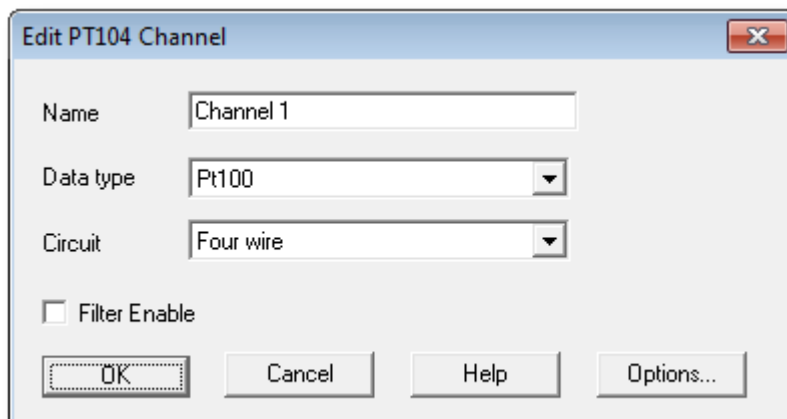 Edit PT104 Channel
Name Channel 1
Data type Pt100
Circuit Four wire
Filter Enable
OK Cancel Help Options...